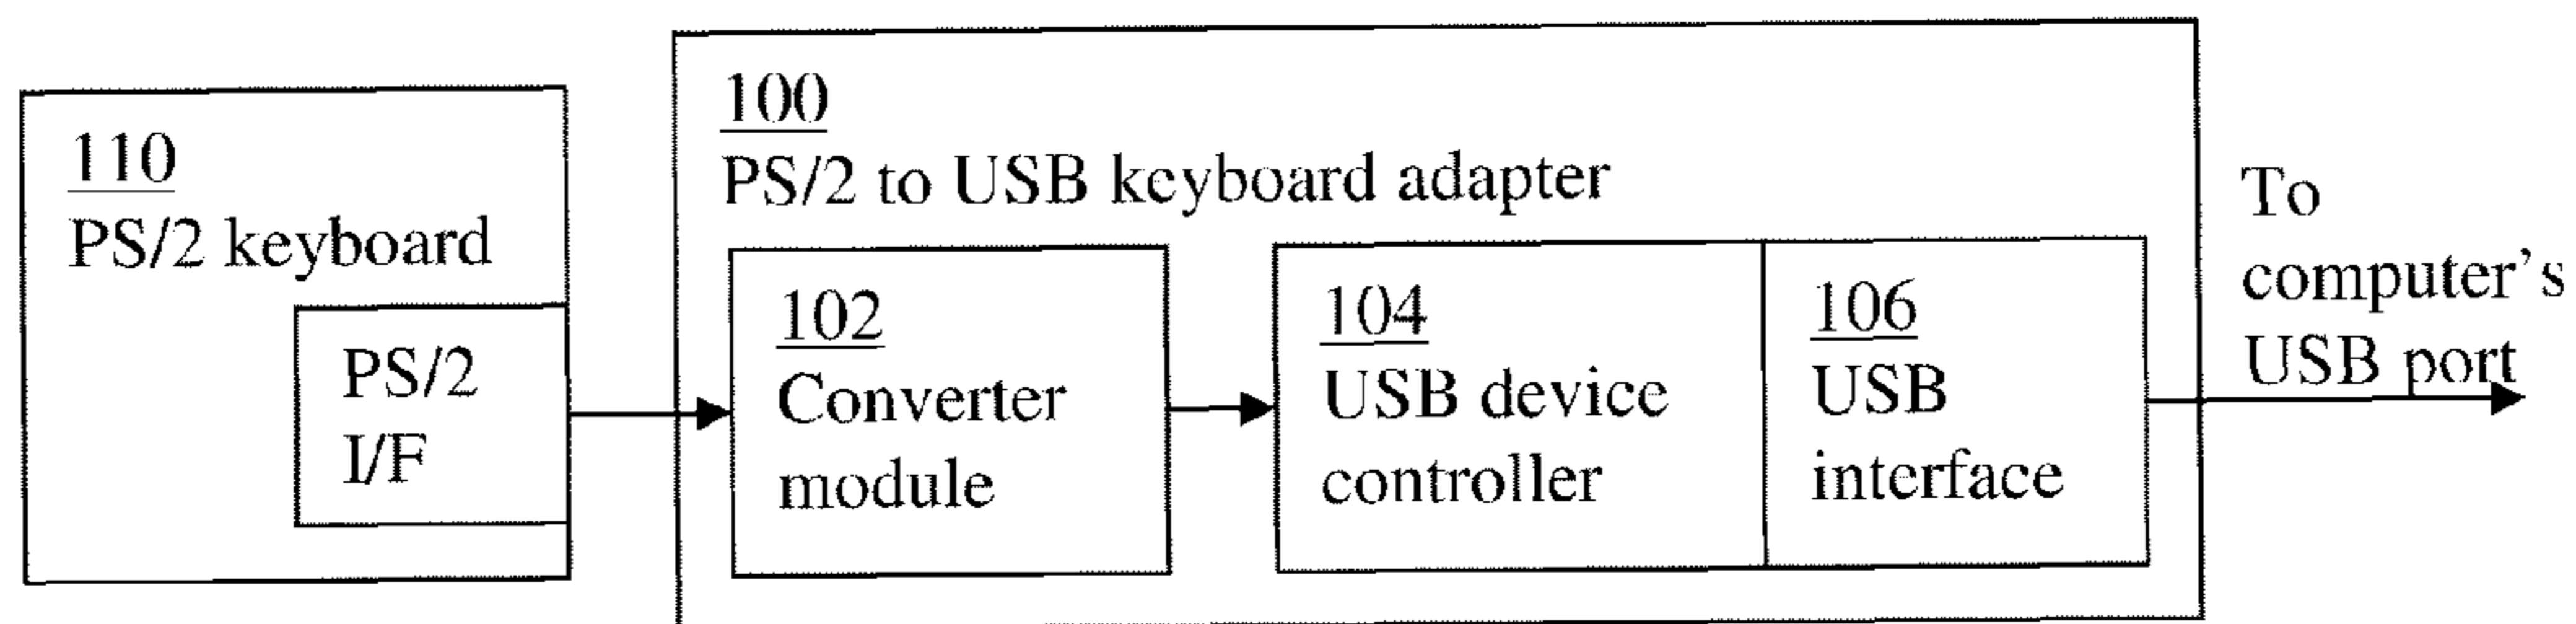 110
PS/2 keyboard
PS/2
I/F
100
PS/2 to USB keyboard adapter
102
Converter
module
104
USB device
controller
106
USB
interface
To
computer's
USB port